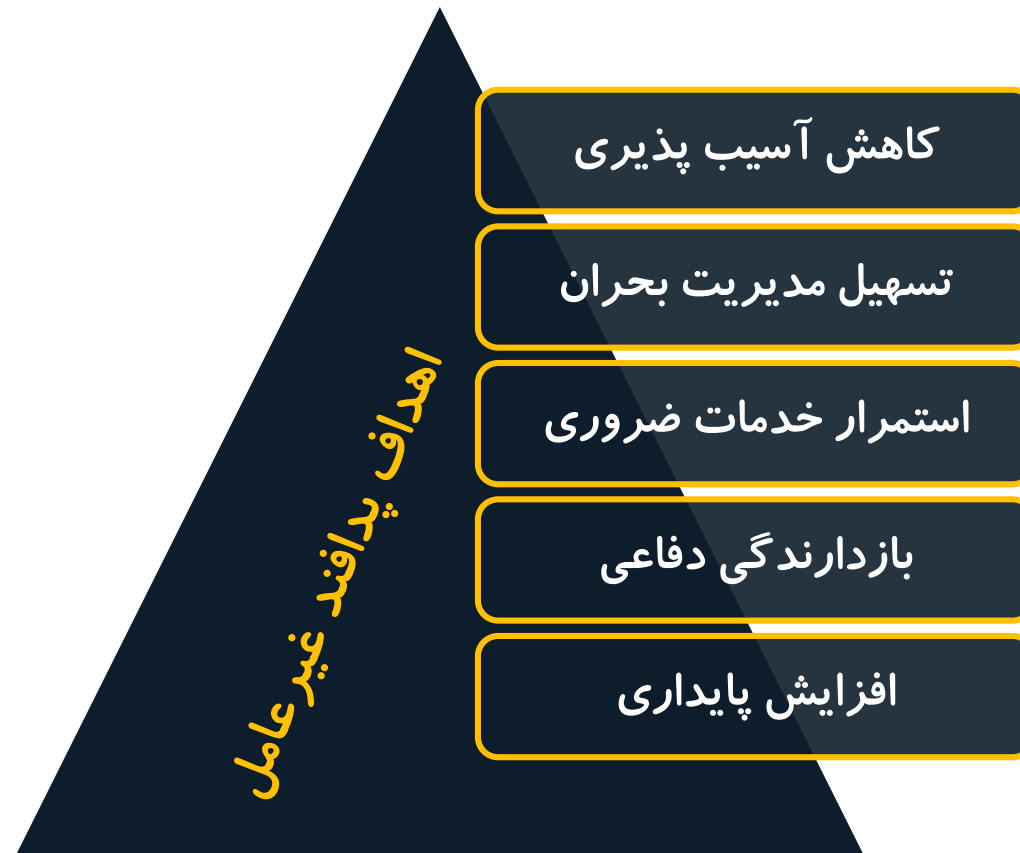 کاهش آسیب پذیری
تسهیل مدیریت بحران
استمرار خدمات ضروری
بازدارندگی دفاعی
افزایش پایداری
اهداف پدافند غیرعامل